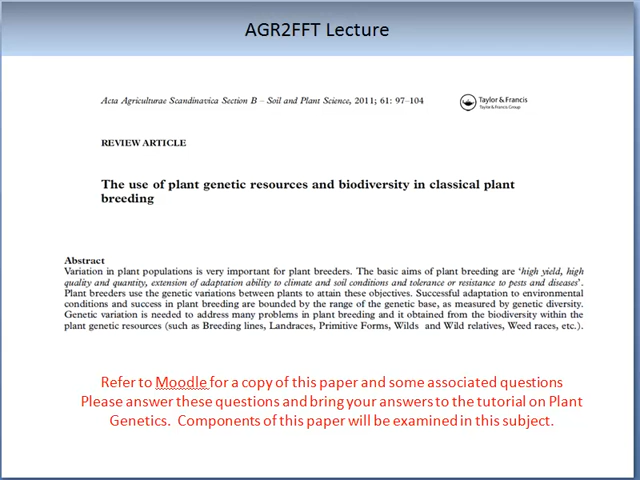 AGR2FFT Lecture
Acta Agriculturae Scandinavica Section B – Soil and Plant Science, 2011; 61: 97–104
Taylor & Francis
Taylor & Francis Group
REVIEW ARTICLE
The use of plant genetic resources and biodiversity in classical plant
breeding
Abstract
Variation in plant populations is very important for plant breeders. The basic aims of plant breeding are ‘high yield, high
quality and quantity, extension of adaptation ability to climate and soil conditions and tolerance or resistance to pests and diseases’.
Plant breeders use the genetic variations between plants to attain these objectives. Successful adaptation to environmental
conditions and success in plant breeding are bounded by the range of the genetic base, as measured by genetic diversity.
Genetic variation is needed to address many problems in plant breeding and it obtained from the biodiversity within the
plant genetic resources (such as Breeding lines, Landraces, Primitive Forms, Wilds and Wild relatives, Weed races, etc.).
Refer to Moodle for a copy of this paper and some associated questions
Please answer these questions and bring your answers to the tutorial on Plant
Genetics. Components of this paper will be examined in this subject.